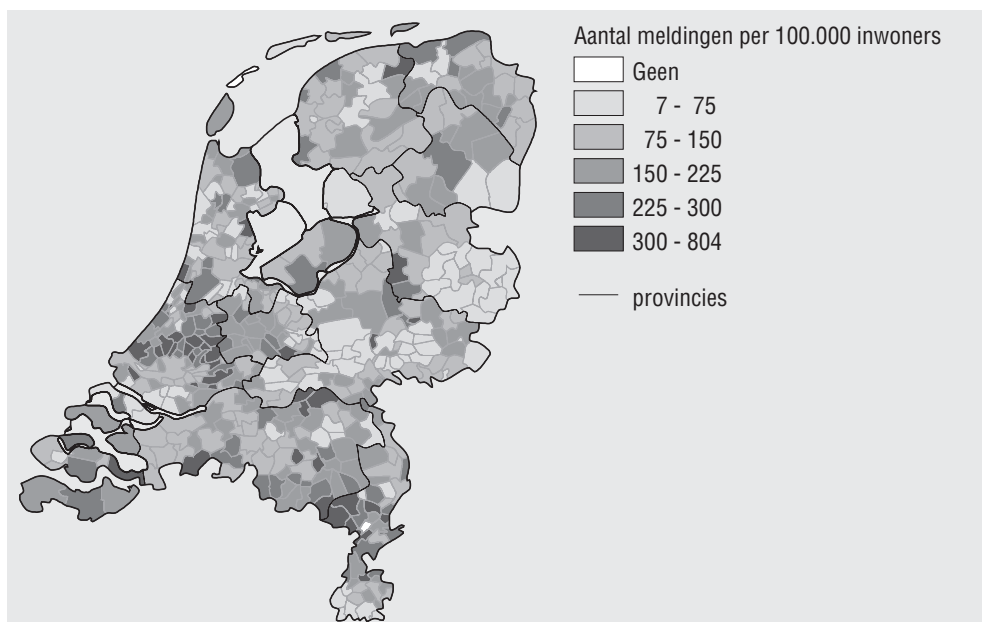 Aantal meldingen per 100.000 inwoners
Geen
7 - 75
75 - 150
150 - 225
225 - 300
300 - 804
provincies